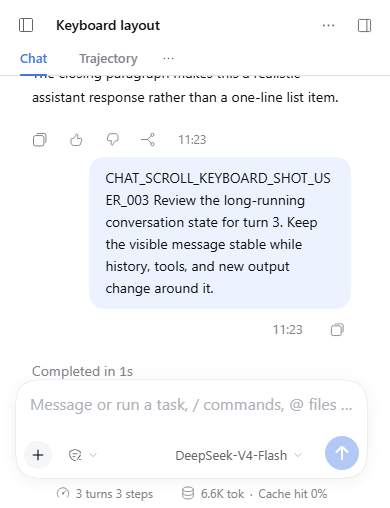 Keyboard layout
Chat
Trajectory
The closing paragraph makes this a realistic
assistant response rather than a one-line list item.
11:23
CHAT_SCROLL_KEYBOARD_SHOT_US
ER_003 Review the long-running
conversation state for turn 3. Keep
the visible message stable while
history, tools, and new output
change around it.
11:23
Completed in 1s
Message or run a task, / commands, @ files ...
DeepSeek-V4-Flash
3 turns 3 steps
6.6K tok · Cache hit 0%